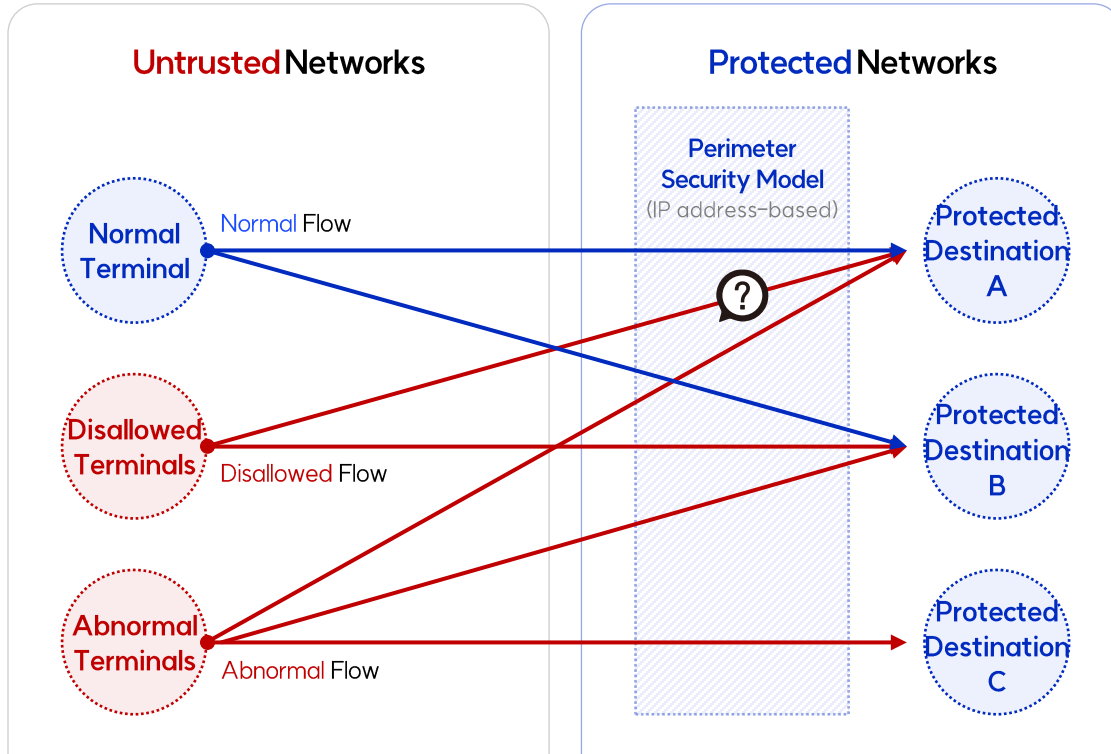 Untrusted Networks
Protected Networks
Perimeter
Security Model
(IP address-based)
Normal
Terminal
Normal Flow
Protected
Destination
A
?
Disallowed
Terminals
Disallowed Flow
Protected
Destination
B
Abnormal
Terminals
Abnormal Flow
Protected
Destination
C